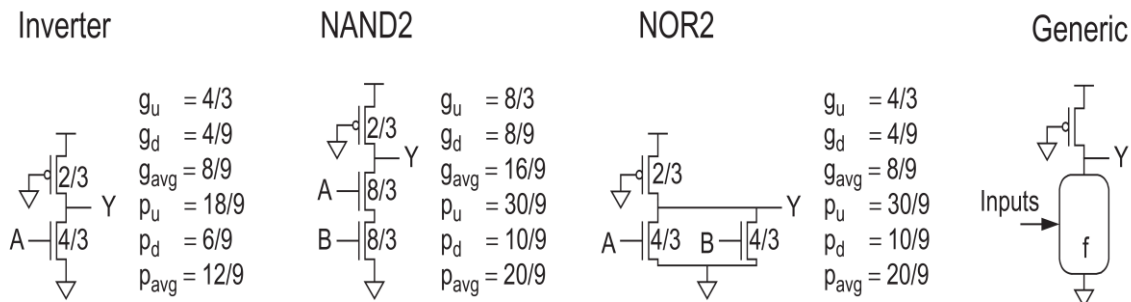 Inverter
NAND2
NOR2
Generic
2/3
A
4/3
Y
g_u = 4/3
g_d = 4/9
g_avg = 8/9
p_u = 18/9
p_d = 6/9
p_avg = 12/9
2/3
Y
A
8/3
B
8/3
g_u = 8/3
g_d = 8/9
g_avg = 16/9
p_u = 30/9
p_d = 10/9
p_avg = 20/9
2/3
Y
A
4/3
B
4/3
g_u = 4/3
g_d = 4/9
g_avg = 8/9
p_u = 30/9
p_d = 10/9
p_avg = 20/9
Y
Inputs
f